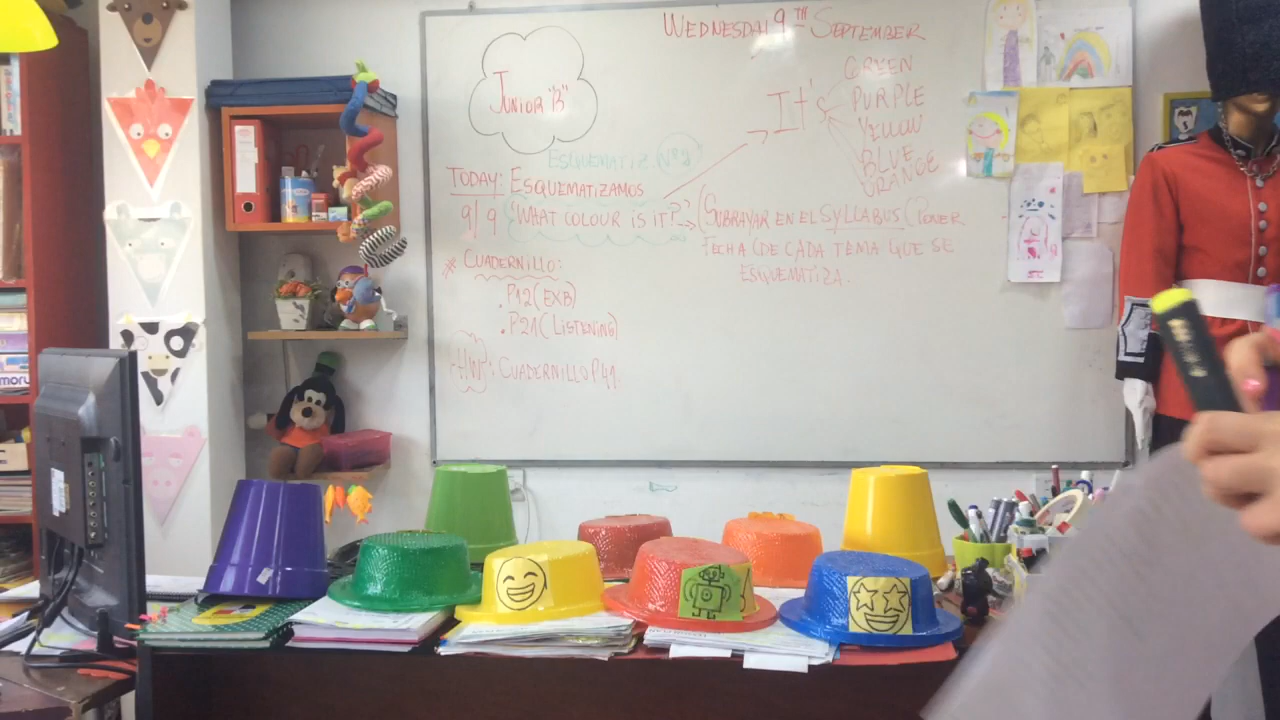 WEDNESDAY 9TH SEPTEMBER
JUNIOR "B"
It's
GREEN
PURPLE
YELLOW
BLUE
ORANGE
ESQUEMATIZ. Nº2
TODAY: ESQUEMATIZAMOS
9/9 "WHAT COLOUR IS IT?" (SUBRAYAR EN EL SYLLABUS (PONER
FECHA (DE CADA TEMA QUE SE
ESQUEMATIZA.
# CUADERNILLO:
. P12 (EXB)
. P21 (LISTENING)
HW: CUADERNILLO P41.